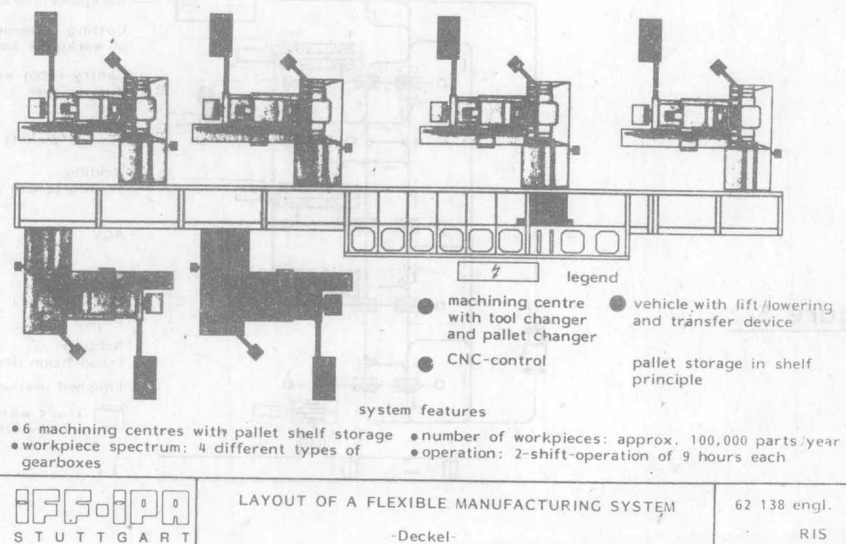 legend
machining centre
with tool changer
and pallet changer
vehicle with lift/lowering
and transfer device
CNC-control
pallet storage in shelf
principle
system features
• 6 machining centres with pallet shelf storage
• workpiece spectrum: 4 different types of
gearboxes
• number of workpieces: approx. 100,000 parts/year
• operation: 2-shift-operation of 9 hours each
IFF-IPA
STUTTGART
LAYOUT OF A FLEXIBLE MANUFACTURING SYSTEM
-Deckel-
62 138 engl.
RIS